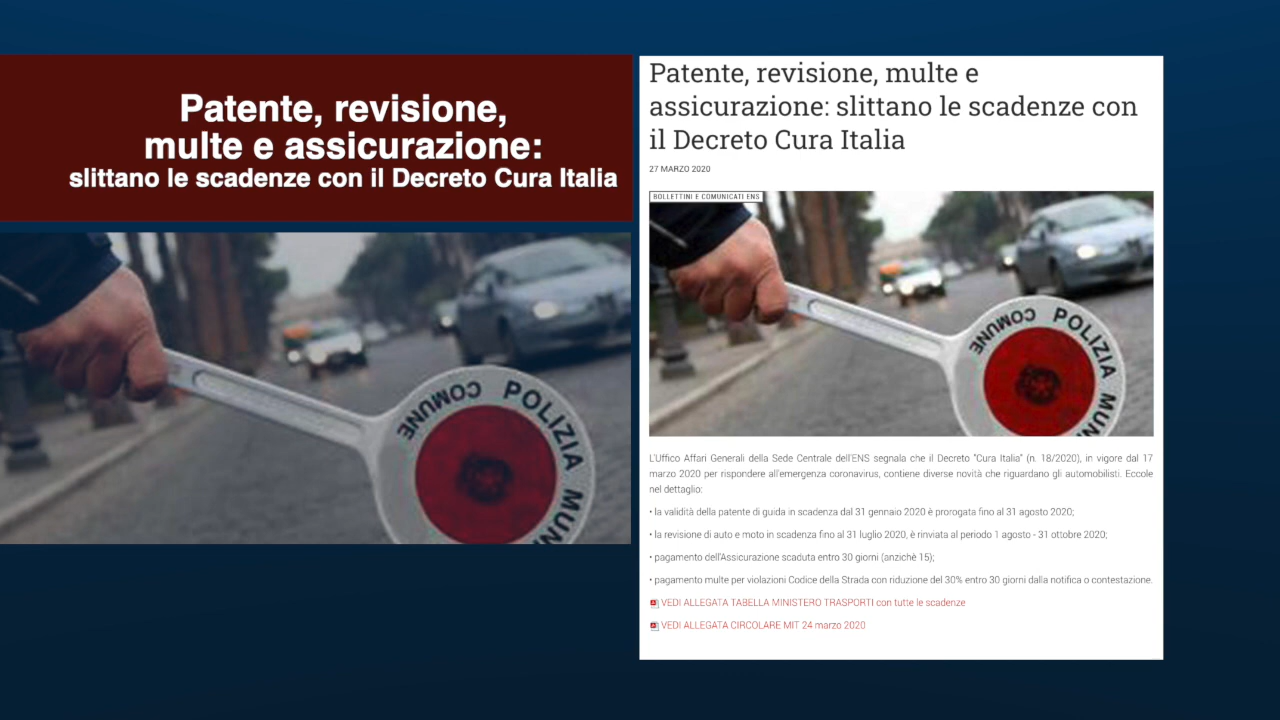 Patente, revisione,
multe e assicurazione:
slittano le scadenze con il Decreto Cura Italia
COMUNE
POLIZIA MUN
Patente, revisione, multe e
assicurazione: slittano le scadenze con
il Decreto Cura Italia
27 MARZO 2020
BOLLETTINI E COMUNICATI ENS
COMUNE
POLIZIA MUN
L'Uffico Affari Generali della Sede Centrale dell'ENS segnala che il Decreto "Cura Italia" (n. 18/2020), in vigore dal 17
marzo 2020 per rispondere all'emergenza coronavirus, contiene diverse novità che riguardano gli automobilisti. Eccole
nel dettaglio:
• la validità della patente di guida in scadenza dal 31 gennaio 2020 è prorogata fino al 31 agosto 2020;
• la revisione di auto e moto in scadenza fino al 31 luglio 2020, è rinviata al periodo 1 agosto - 31 ottobre 2020;
• pagamento dell'Assicurazione scaduta entro 30 giorni (anzichè 15);
• pagamento multe per violazioni Codice della Strada con riduzione del 30% entro 30 giorni dalla notifica o contestazione.
VEDI ALLEGATA TABELLA MINISTERO TRASPORTI con tutte le scadenze
VEDI ALLEGATA CIRCOLARE MIT 24 marzo 2020